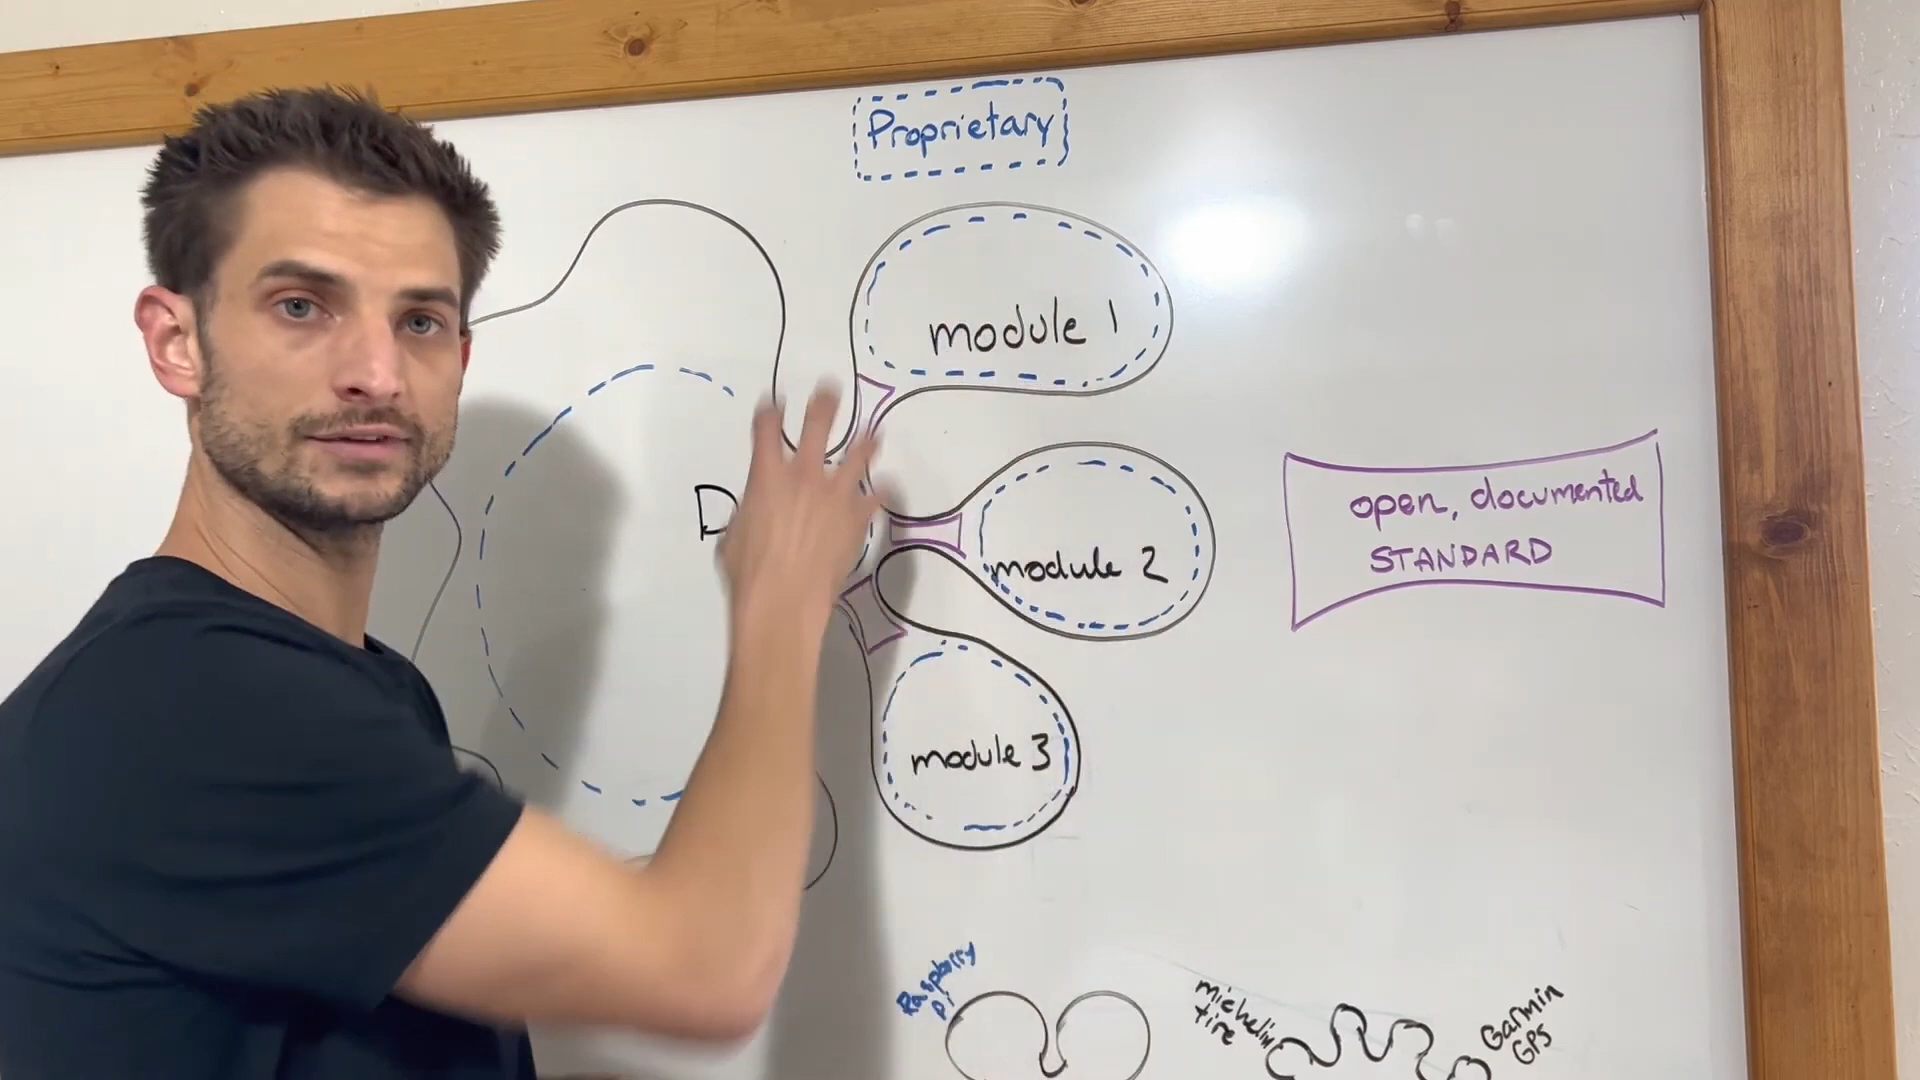 Proprietary
module 1
open, documented
STANDARD
D
module 2
module 3
Raspberry
Pi
michelin
tire
Garmin
GPS